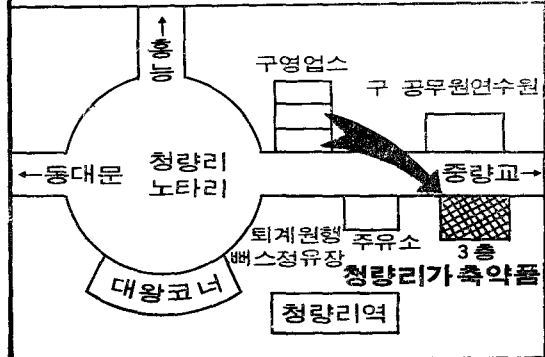 ↑
홍
능
구영업스
구 공무원연수원
←동대문
청량리
노타리
중량교→
퇴계원행
뻐스정유장
주유소
3층
청량리가축약품
대왕코너
청량리역